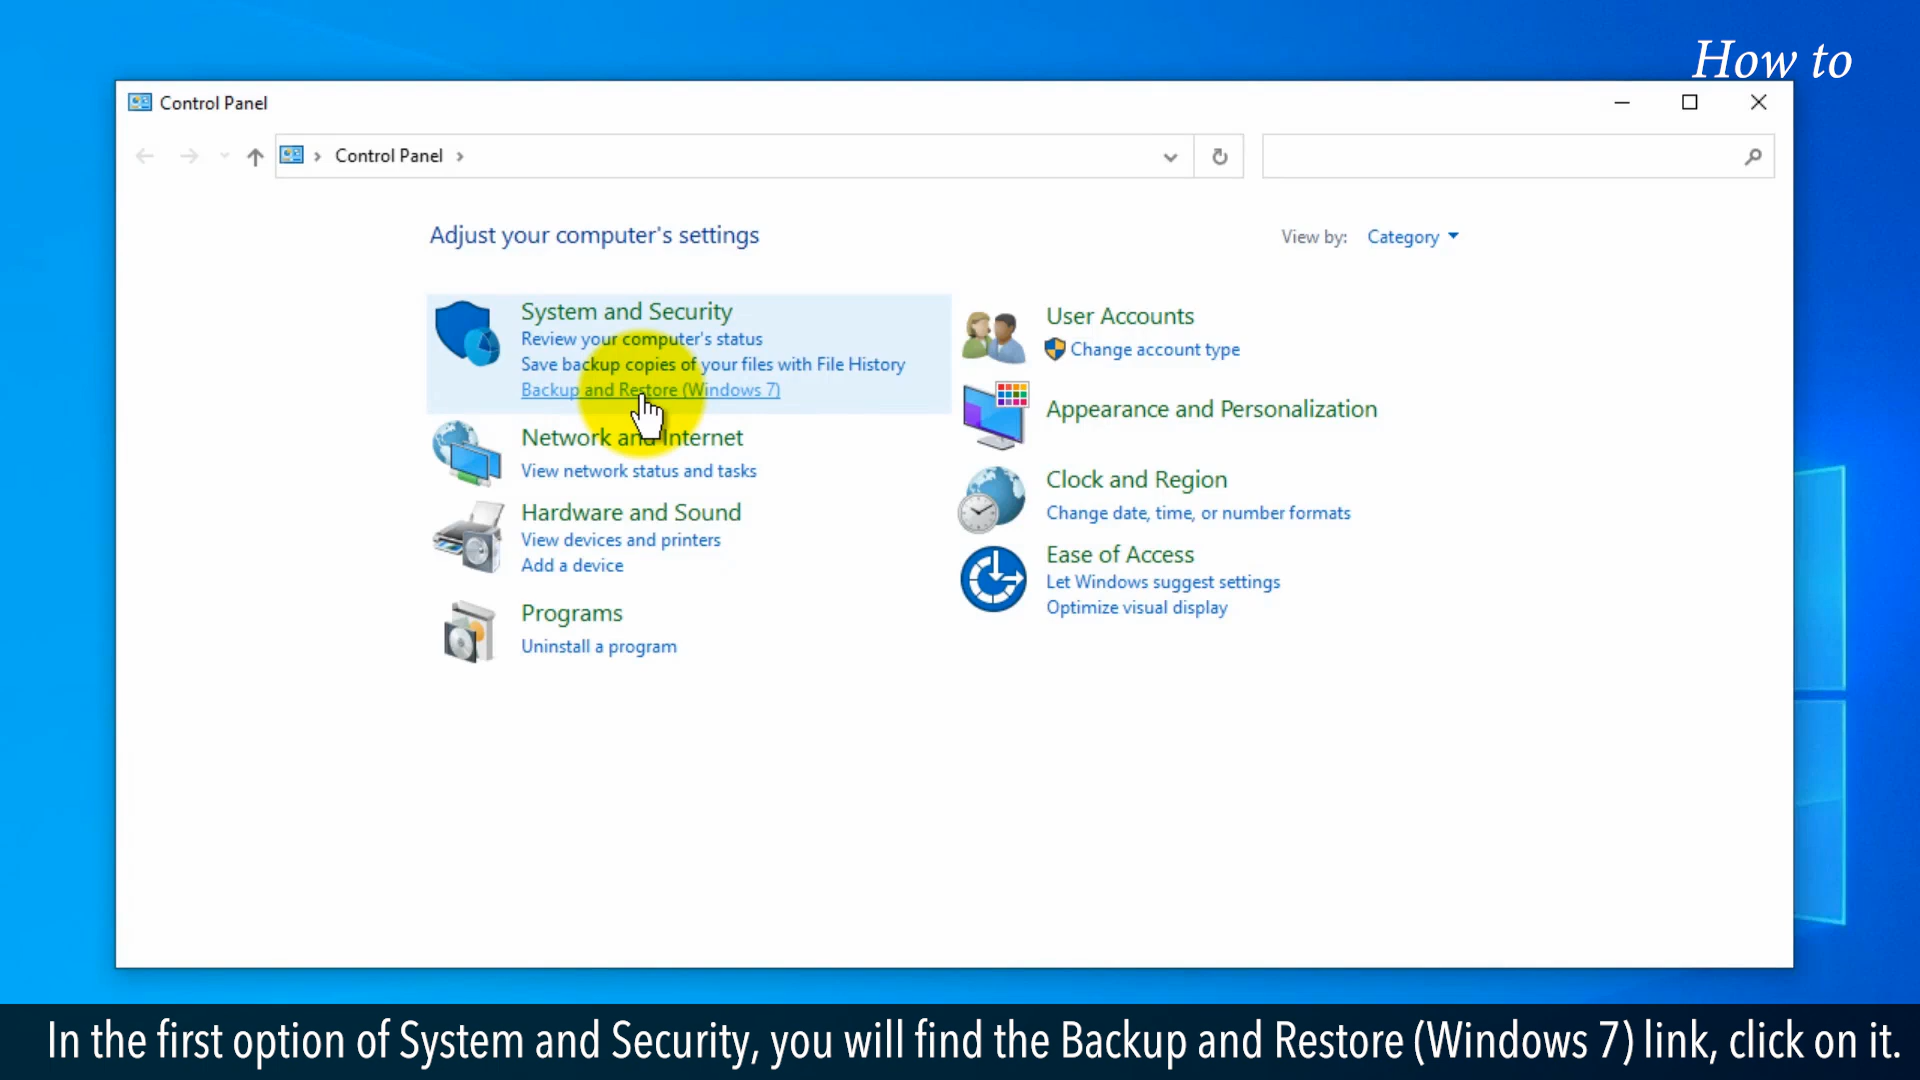 How to
Control Panel
Control Panel
Adjust your computer's settings
View by: Category
System and Security
Review your computer's status
Save backup copies of your files with File History
Backup and Restore (Windows 7)
Network and Internet
View network status and tasks
Hardware and Sound
View devices and printers
Add a device
Programs
Uninstall a program
User Accounts
Change account type
Appearance and Personalization
Clock and Region
Change date, time, or number formats
Ease of Access
Let Windows suggest settings
Optimize visual display
In the first option of System and Security, you will find the Backup and Restore (Windows 7) link, click on it.